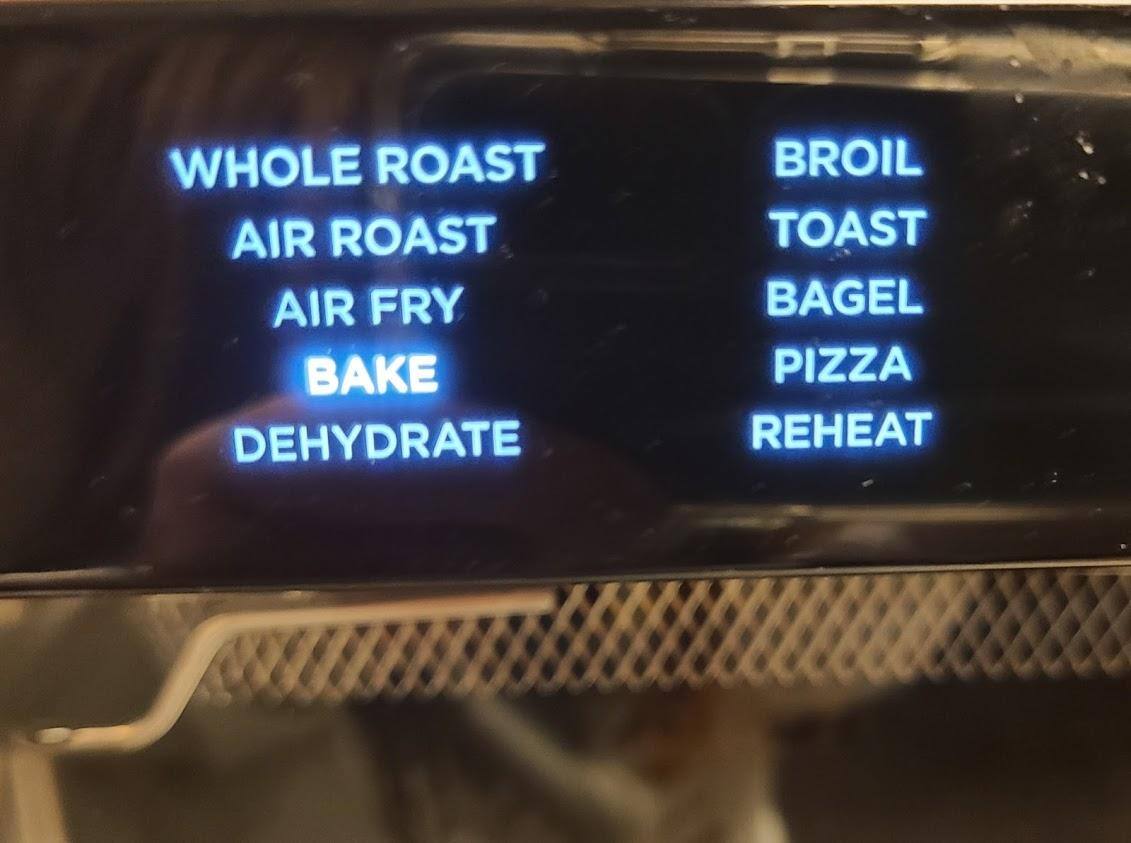 WHOLE ROAST
AIR ROAST
AIR FRY
BAKE
DEHYDRATE
BROIL
TOAST
BAGEL
PIZZA
REHEAT